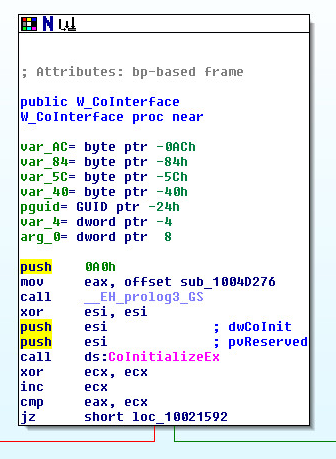 ; Attributes: bp-based frame
public W_CoInterface
W_CoInterface proc near
var_AC= byte ptr -0ACh
var_84= byte ptr -84h
var_5C= byte ptr -5Ch
var_40= byte ptr -40h
pguid= GUID ptr -24h
var_4= dword ptr -4
arg_0= dword ptr  8
push    0A0h
mov     eax, offset sub_1004D276
call    __EH_prolog3_GS
xor     esi, esi
push    esi             ; dwCoInit
push    esi             ; pvReserved
call    ds:CoInitializeEx
xor     ecx, ecx
inc     ecx
cmp     eax, ecx
jz      short loc_10021592